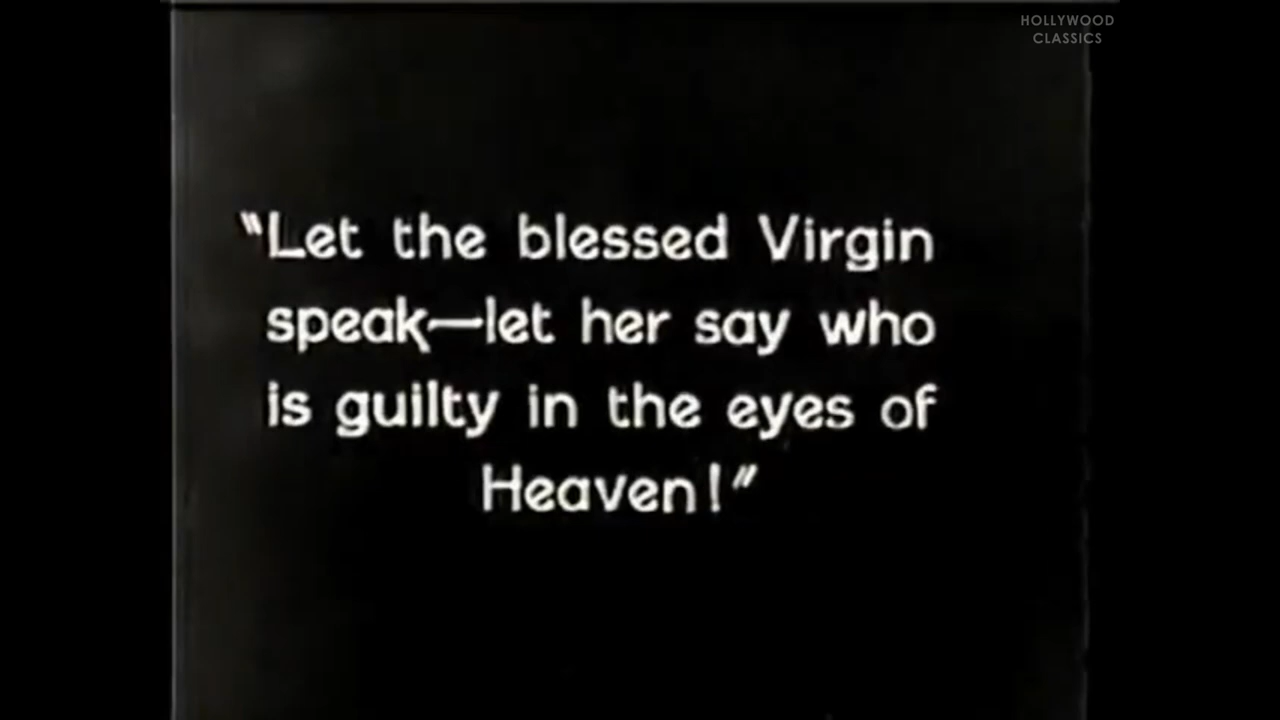 HOLLYWOOD
CLASSICS
"Let the blessed Virgin
speak—let her say who
is guilty in the eyes of
Heaven!"